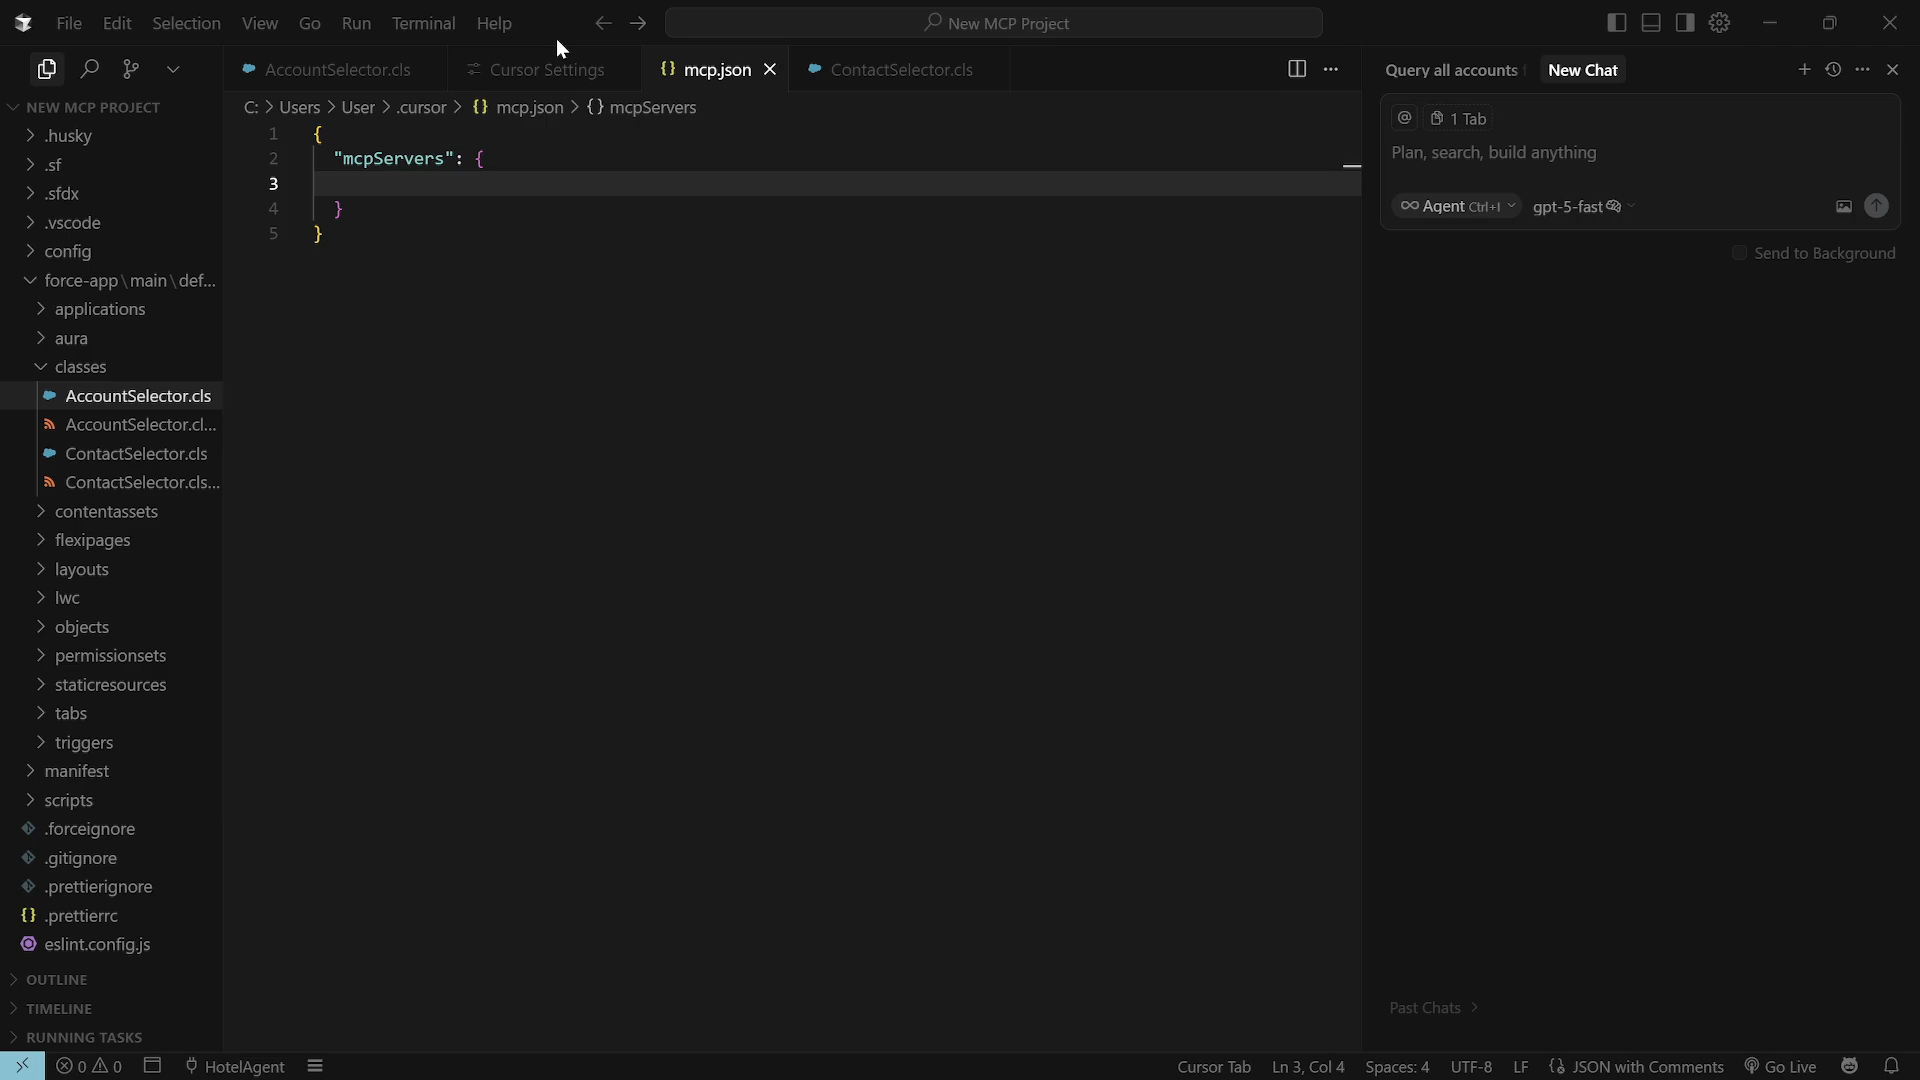 File Edit Selection View Go Run Terminal Help
New MCP Project
AccountSelector.cls
Cursor Settings
{} mcp.json
ContactSelector.cls
Query all accounts
New Chat
NEW MCP PROJECT
.husky
.sf
.sfdx
.vscode
config
force-app\main\def...
applications
aura
classes
AccountSelector.cls
AccountSelector.cl...
ContactSelector.cls
ContactSelector.cls...
contentassets
flexipages
layouts
lwc
objects
permissionsets
staticresources
tabs
triggers
manifest
scripts
.forceignore
.gitignore
.prettierignore
{} .prettierrc
eslint.config.js
OUTLINE
TIMELINE
RUNNING TASKS
C: > Users > User > .cursor > {} mcp.json > {} mcpServers
1 {
2 "mcpServers": {
3
4 }
5 }
@ 1 Tab
Plan, search, build anything
∞ Agent Ctrl+I gpt-5-fast
Send to Background
Past Chats >
0 0 HotelAgent
Cursor Tab Ln 3, Col 4 Spaces: 4 UTF-8 LF {} JSON with Comments Go Live